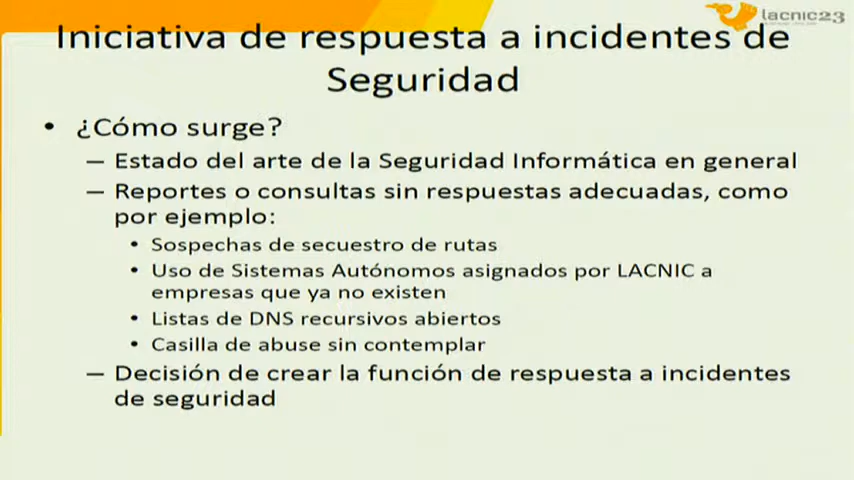 lacnic23
Iniciativa de respuesta a incidentes de
Seguridad
• ¿Cómo surge?
– Estado del arte de la Seguridad Informática en general
– Reportes o consultas sin respuestas adecuadas, como
por ejemplo:
• Sospechas de secuestro de rutas
• Uso de Sistemas Autónomos asignados por LACNIC a
empresas que ya no existen
• Listas de DNS recursivos abiertos
• Casilla de abuse sin contemplar
– Decisión de crear la función de respuesta a incidentes
de seguridad